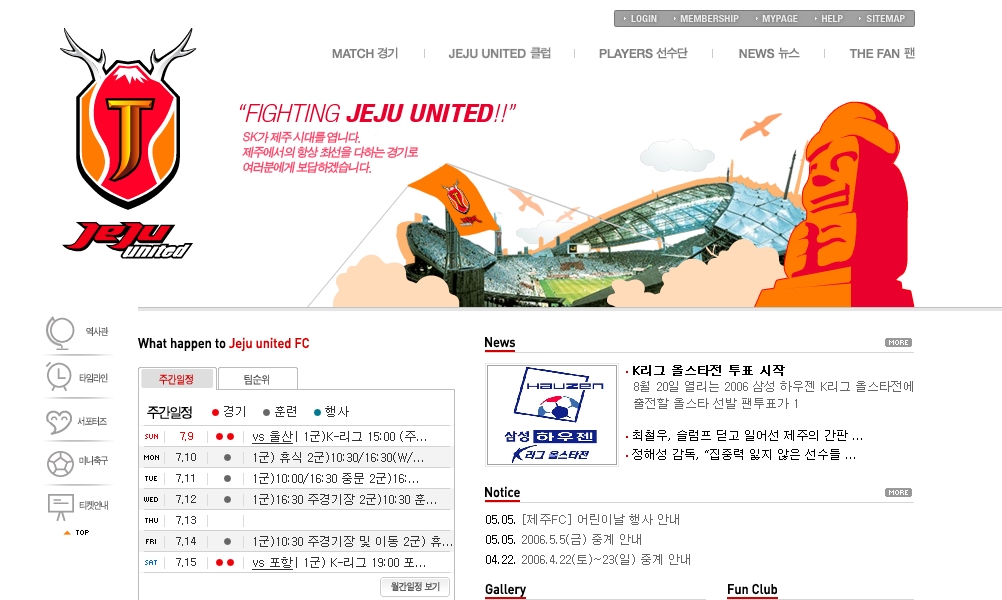 LOGIN MEMBERSHIP MYPAGE HELP SITEMAP
MATCH 경기 JEJU UNITED 클럽 PLAYERS 선수단 NEWS 뉴스 THE FAN 팬
J
JeJu
united
“FIGHTING JEJU UNITED!!”
SK가 제주 시대를 엽니다.
제주에서의 항상 최선을 다하는 경기로
여러분에게 보답하겠습니다.
역사관
타임라인
서포터즈
미니축구
티켓안내
TOP
What happen to Jeju united FC
주간일정 팀순위
주간일정 경기 훈련 행사
SUN 7.9 vs 울산| 1군)K-리그 15:00 (주...
MON 7.10 1군) 휴식 2군)10:30/16:30(W/...
TUE 7.11 1군)10:00/16:30 중문 2군)16:...
WED 7.12 1군)16:30 주경기장 2군)10:30 훈...
THU 7.13
FRI 7.14 1군)10:30 주경기장 및 이동 2군) 휴...
SAT 7.15 vs 포항| 1군) K-리그 19:00 포...
월간일정 보기
News MORE
HAUZEN
삼성 하우젠
K리그 올스타전
K리그 올스타전 투표 시작
8월 20일 열리는 2006 삼성 하우젠 K리그 올스타전에
출전할 올스타 선발 팬투표가 1
최철우, 슬럼프 딛고 일어선 제주의 간판 ...
정해성 감독, “집중력 잃지 않은 선수들 ...
Notice MORE
05.05. [제주FC] 어린이날 행사 안내
05.05. 2006.5.5(금) 중계 안내
04.22. 2006.4.22(토)~23(일) 중계 안내
Gallery Fun Club